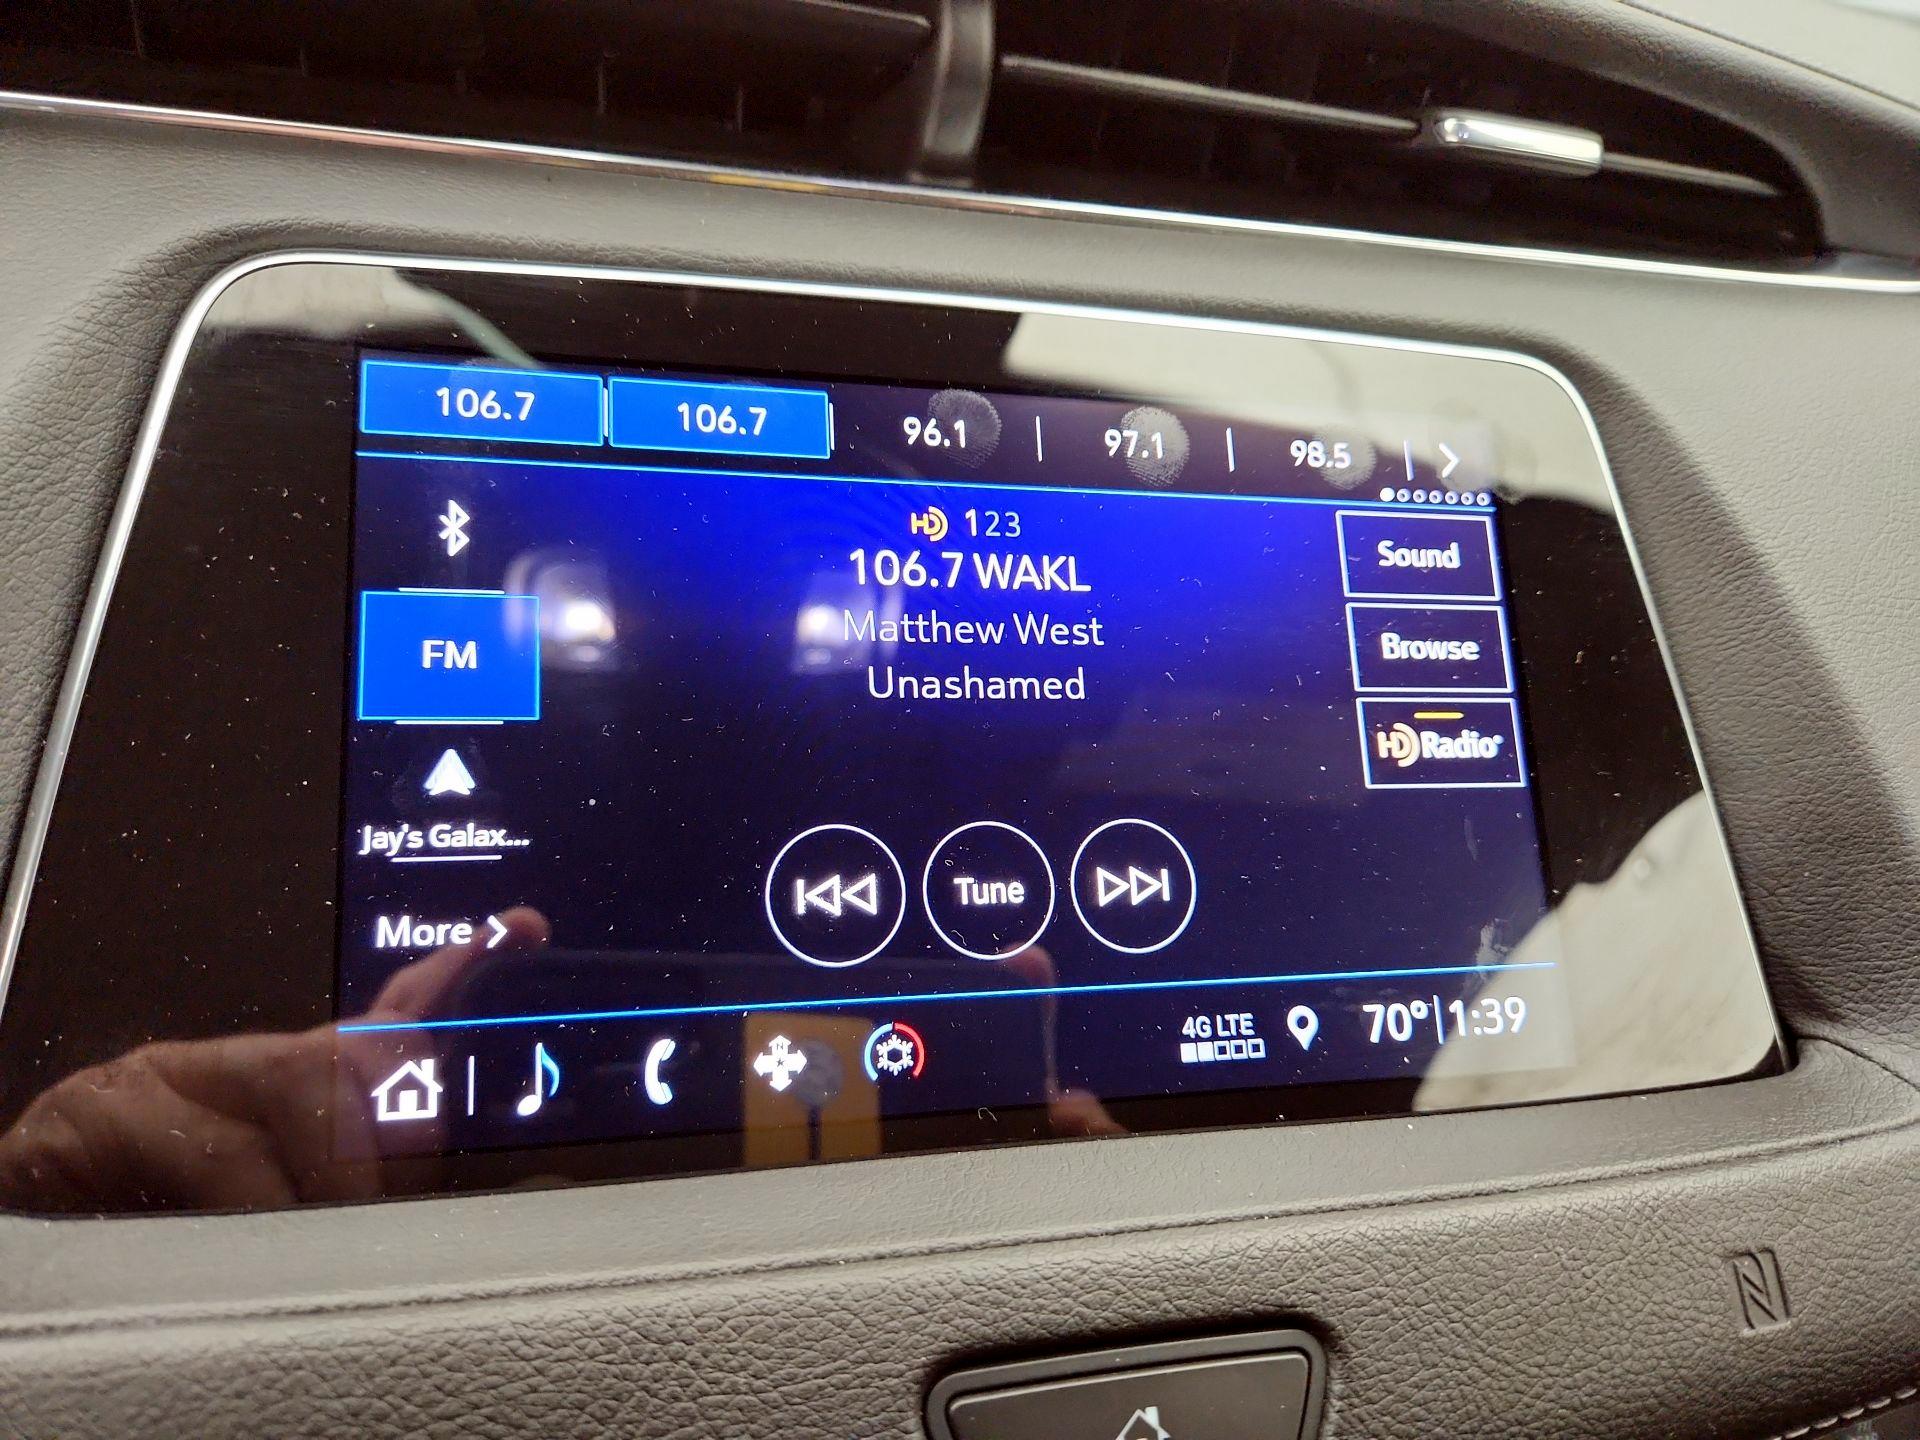 106.7 106.7 96.1 97.1 98.5
HD 123
106.7 WAKL
Matthew West
Unashamed
Sound
Browse
HD Radio
FM
Jay's Galax...
More
Tune
4G LTE
70° 1:39
N